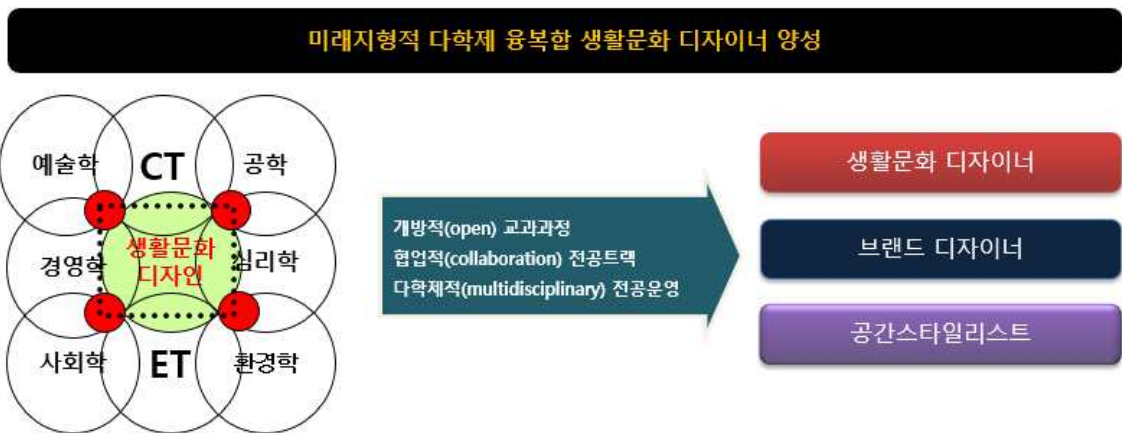 미래지형적 다학제 융복합 생활문화 디자이너 양성
예술학 CT 공학
생활문화
디자인
경영학 심리학
사회학 ET 환경학
개방적(open) 교과과정
협업적(collaboration) 전공트랙
다학제적(multidisciplinary) 전공운영
생활문화 디자이너
브랜드 디자이너
공간스타일리스트